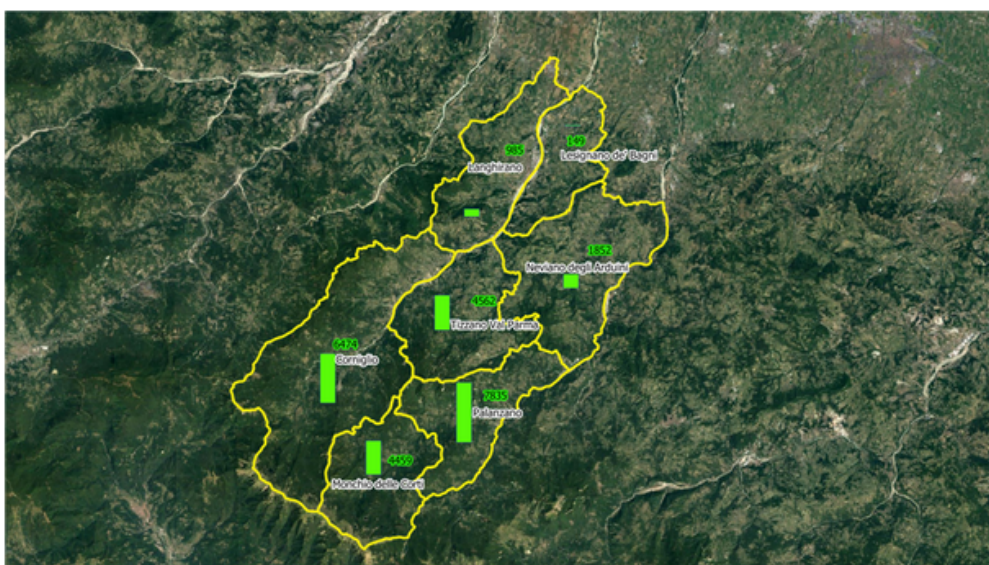 149
985
Lesignano de' Bagni
Langhirano
1852
Neviano degli Arduini
4562
Tizzano Val Parma
6474
Corniglio
7835
Palanzano
4459
Monchio delle Corti